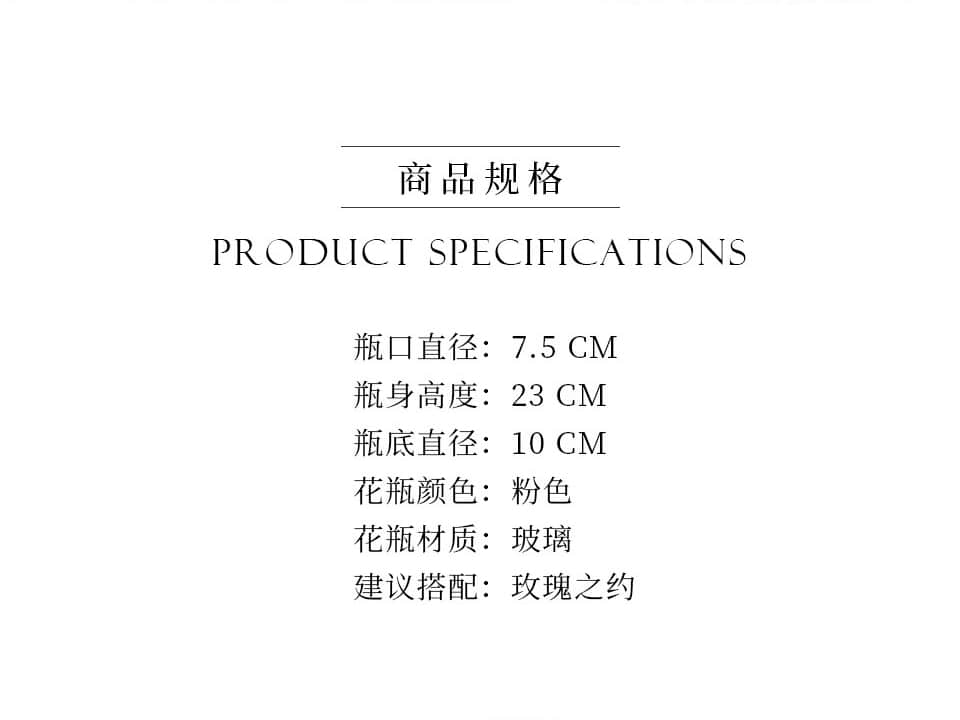 商品规格
PRODUCT SPECIFICATIONS
瓶口直径：7.5 CM
瓶身高度：23 CM
瓶底直径：10 CM
花瓶颜色：粉色
花瓶材质：玻璃
建议搭配：玫瑰之约